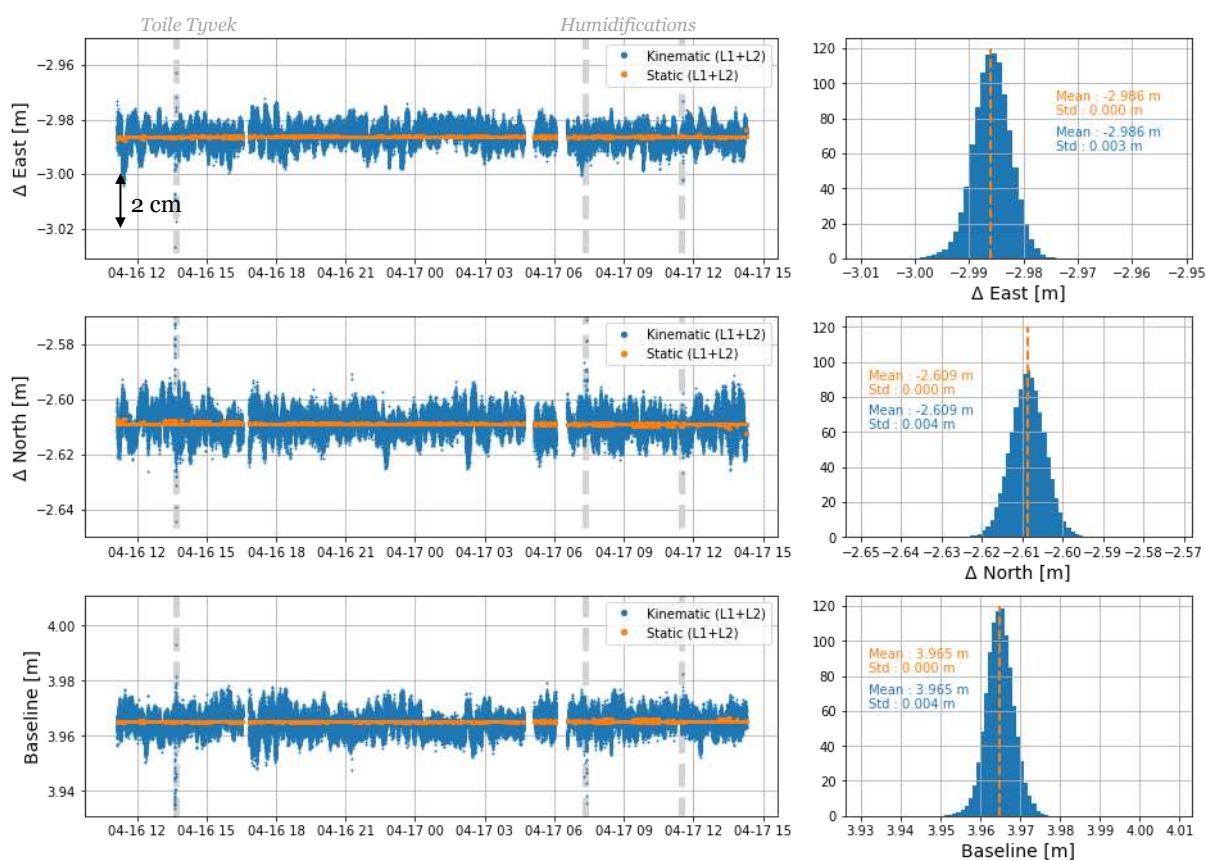 Toile Tyvek
Humidifications
Δ East [m]
−2.96
−2.98
−3.00
−3.02
2 cm
Kinematic (L1+L2)
Static (L1+L2)
04-16 12 04-16 15 04-16 18 04-16 21 04-17 00 04-17 03 04-17 06 04-17 09 04-17 12 04-17 15
120
100
80
60
40
20
0
Mean : -2.986 m
Std : 0.000 m
Mean : -2.986 m
Std : 0.003 m
−3.01 −3.00 −2.99 −2.98 −2.97 −2.96 −2.95
Δ East [m]
Δ North [m]
−2.58
−2.60
−2.62
−2.64
Kinematic (L1+L2)
Static (L1+L2)
04-16 12 04-16 15 04-16 18 04-16 21 04-17 00 04-17 03 04-17 06 04-17 09 04-17 12 04-17 15
120
100
80
60
40
20
0
Mean : -2.609 m
Std : 0.000 m
Mean : -2.609 m
Std : 0.004 m
−2.65 −2.64 −2.63 −2.62 −2.61 −2.60 −2.59 −2.58 −2.57
Δ North [m]
Baseline [m]
4.00
3.98
3.96
3.94
Kinematic (L1+L2)
Static (L1+L2)
04-16 12 04-16 15 04-16 18 04-16 21 04-17 00 04-17 03 04-17 06 04-17 09 04-17 12 04-17 15
120
100
80
60
40
20
0
Mean : 3.965 m
Std : 0.000 m
Mean : 3.965 m
Std : 0.004 m
3.93 3.94 3.95 3.96 3.97 3.98 3.99 4.00 4.01
Baseline [m]